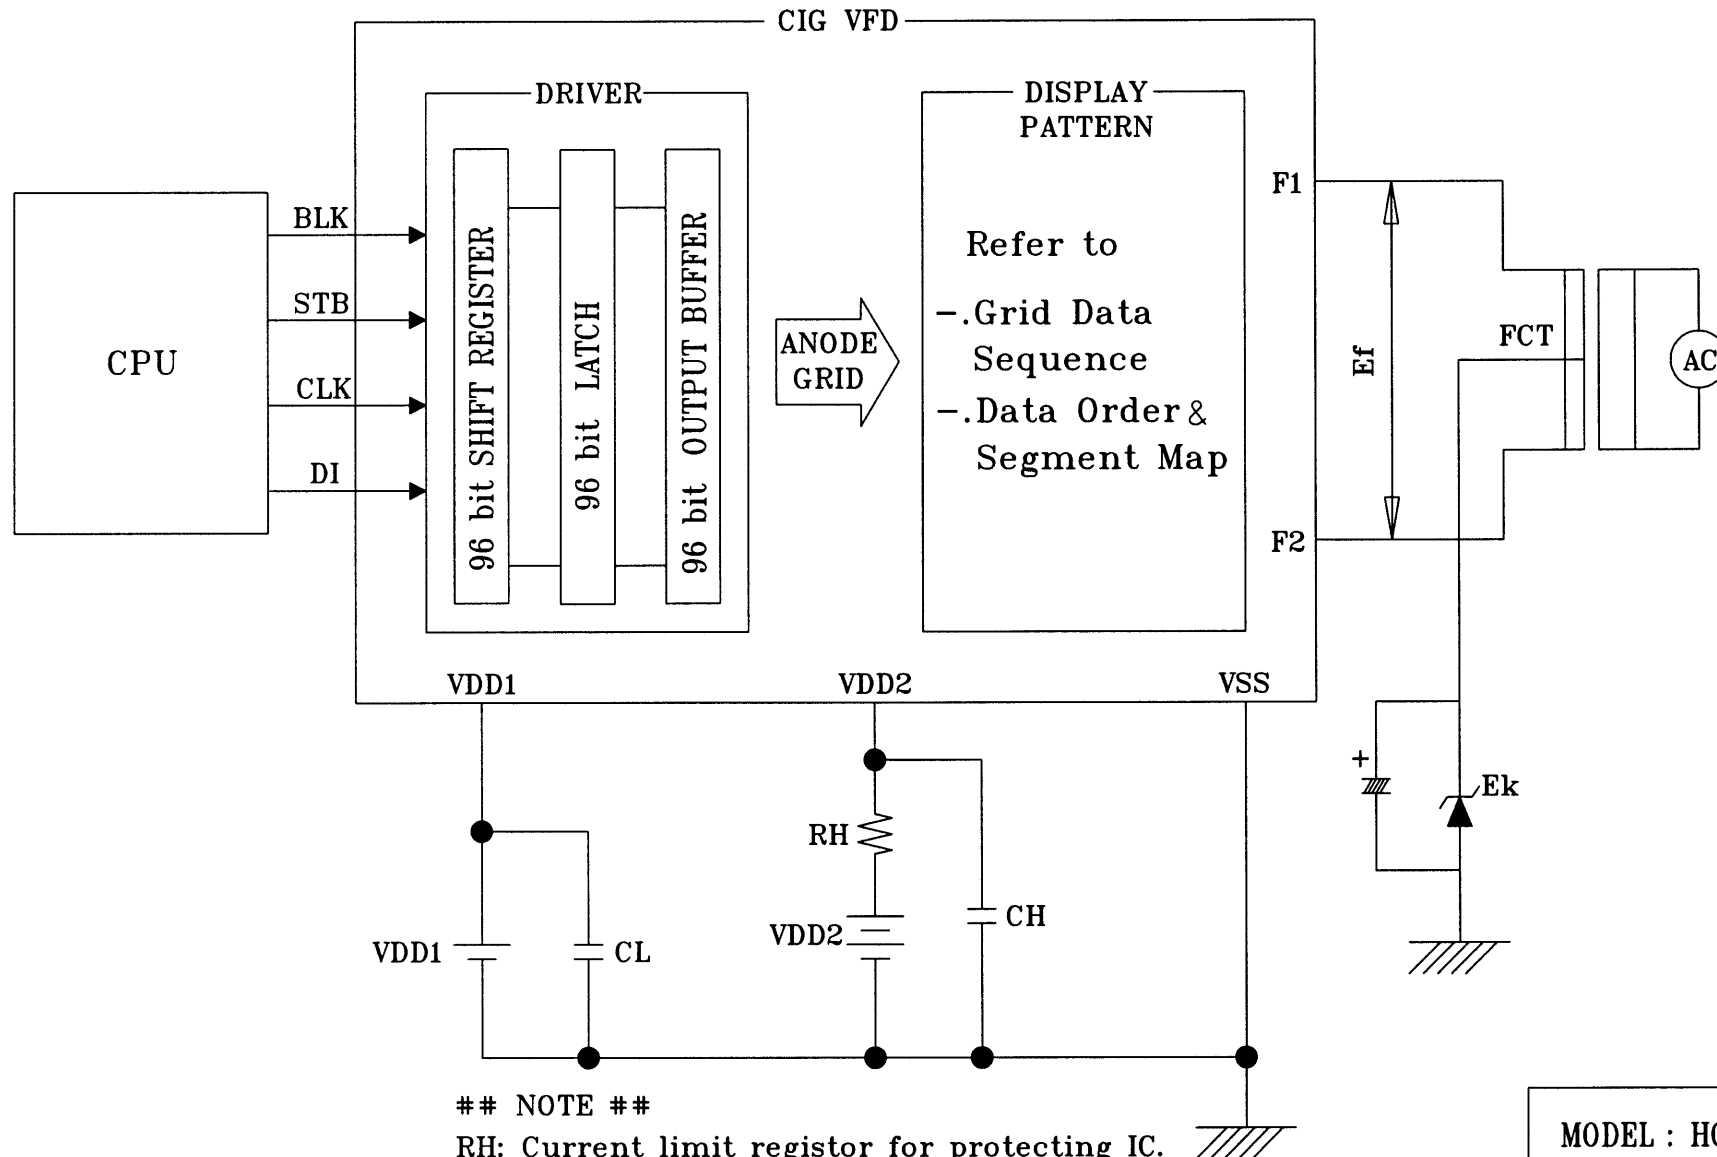 CIG VFD
DRIVER
DISPLAY
PATTERN
CPU
BLK
STB
CLK
DI
96 bit SHIFT REGISTER
96 bit LATCH
96 bit OUTPUT BUFFER
ANODE
GRID
Refer to
-.Grid Data
Sequence
-.Data Order &
Segment Map
F1
F2
Ef
FCT
AC
VDD1
VDD2
VSS
RH
VDD1
CL
VDD2
CH
+
Ek
## NOTE ##
RH: Current limit registor for protecting IC.
MODEL :